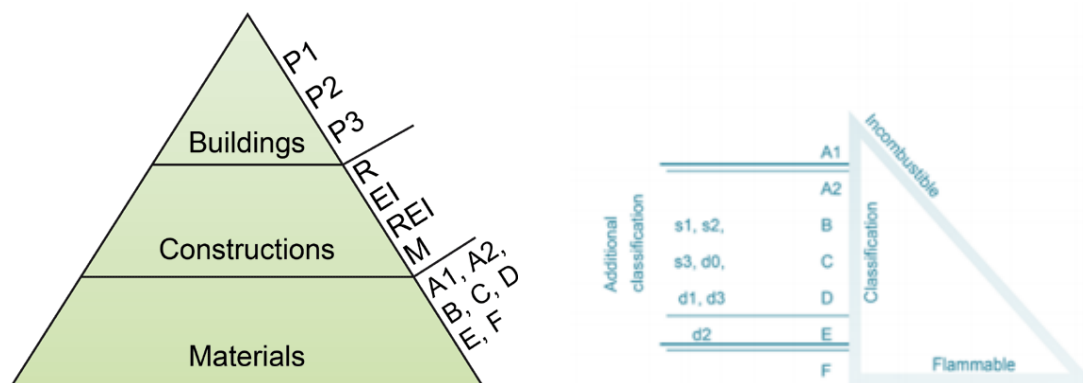 P1
P2
P3
Buildings
R
EI
REI
M
Constructions
A1, A2,
B, C, D
E, F
Materials
Incombustible
A1
A2
Additional
classification
s1, s2,
B
s3, d0,
C
Classification
d1, d3
D
d2
E
F
Flammable